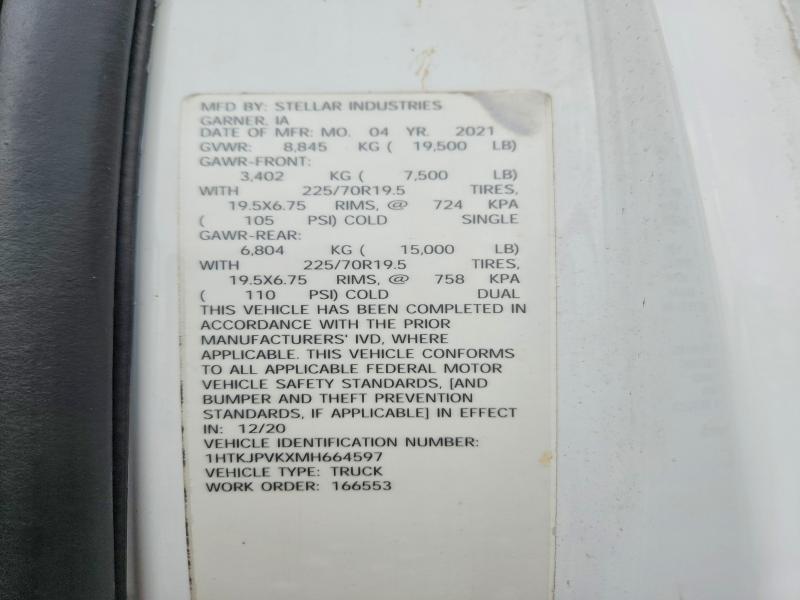 MFD BY: STELLAR INDUSTRIES
GARNER, IA
DATE OF MFR: MO. 04 YR. 2021
GVWR: 8,845 KG ( 19,500 LB)
GAWR-FRONT:
3,402 KG ( 7,500 LB)
WITH 225/70R19.5 TIRES,
19.5X6.75 RIMS, @ 724 KPA
( 105 PSI) COLD SINGLE
GAWR-REAR:
6,804 KG ( 15,000 LB)
WITH 225/70R19.5 TIRES,
19.5X6.75 RIMS, @ 758 KPA
( 110 PSI) COLD DUAL
THIS VEHICLE HAS BEEN COMPLETED IN
ACCORDANCE WITH THE PRIOR
MANUFACTURERS' IVD, WHERE
APPLICABLE. THIS VEHICLE CONFORMS
TO ALL APPLICABLE FEDERAL MOTOR
VEHICLE SAFETY STANDARDS, [AND
BUMPER AND THEFT PREVENTION
STANDARDS, IF APPLICABLE] IN EFFECT
IN: 12/20
VEHICLE IDENTIFICATION NUMBER:
1HTKJPVKXMH664597
VEHICLE TYPE: TRUCK
WORK ORDER: 166553